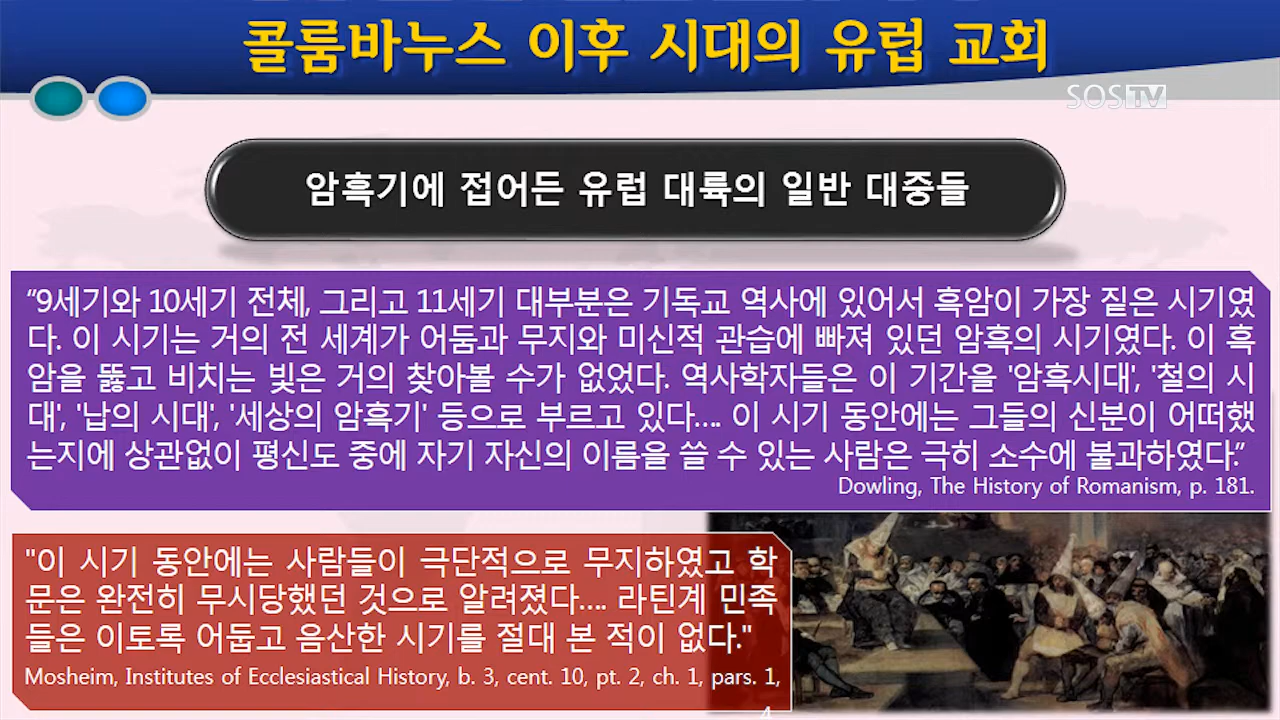 콜룸바누스 이후 시대의 유럽 교회
SOSTV
암흑기에 접어든 유럽 대륙의 일반 대중들
“9세기와 10세기 전체, 그리고 11세기 대부분은 기독교 역사에 있어서 흑암이 가장 짙은 시기였
다. 이 시기는 거의 전 세계가 어둠과 무지와 미신적 관습에 빠져 있던 암흑의 시기였다. 이 흑
암을 뚫고 비치는 빛은 거의 찾아볼 수가 없었다. 역사학자들은 이 기간을 '암흑시대', '철의 시
대', '납의 시대', '세상의 암흑기' 등으로 부르고 있다…. 이 시기 동안에는 그들의 신분이 어떠했
는지에 상관없이 평신도 중에 자기 자신의 이름을 쓸 수 있는 사람은 극히 소수에 불과하였다.”
Dowling, The History of Romanism, p. 181.
"이 시기 동안에는 사람들이 극단적으로 무지하였고 학
문은 완전히 무시당했던 것으로 알려졌다…. 라틴계 민족
들은 이토록 어둡고 음산한 시기를 절대 본 적이 없다."
Mosheim, Institutes of Ecclesiastical History, b. 3, cent. 10, pt. 2, ch. 1, pars. 1,
4